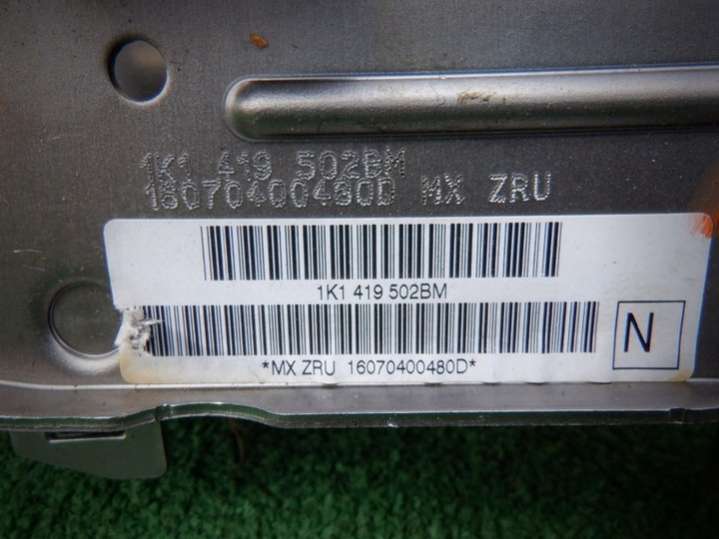 1K1 419 502BM
16070400480D MX ZRU
1K1 419 502BM
N
*MX ZRU 16070400480D*